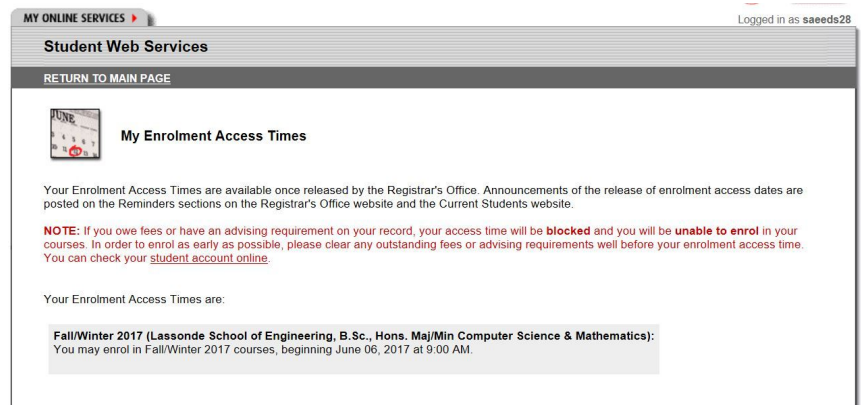 MY ONLINE SERVICES
Logged in as saeeds28
Student Web Services
RETURN TO MAIN PAGE
JUNE
My Enrolment Access Times
Your Enrolment Access Times are available once released by the Registrar's Office. Announcements of the release of enrolment access dates are
posted on the Reminders sections on the Registrar's Office website and the Current Students website.
NOTE: If you owe fees or have an advising requirement on your record, your access time will be blocked and you will be unable to enrol in your
courses. In order to enrol as early as possible, please clear any outstanding fees or advising requirements well before your enrolment access time.
You can check your student account online.
Your Enrolment Access Times are:
Fall/Winter 2017 (Lassonde School of Engineering, B.Sc., Hons. Maj/Min Computer Science & Mathematics):
You may enrol in Fall/Winter 2017 courses, beginning June 06, 2017 at 9:00 AM.